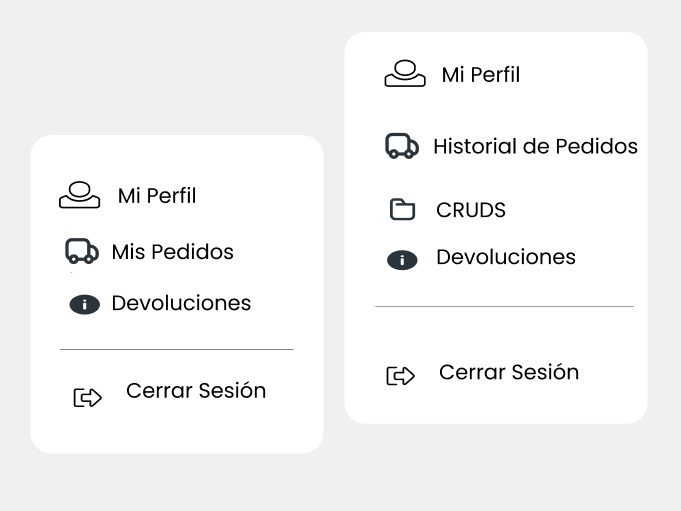 Mi Perfil
Mis Pedidos
Devoluciones
Cerrar Sesión
Mi Perfil
Historial de Pedidos
CRUDS
Devoluciones
Cerrar Sesión